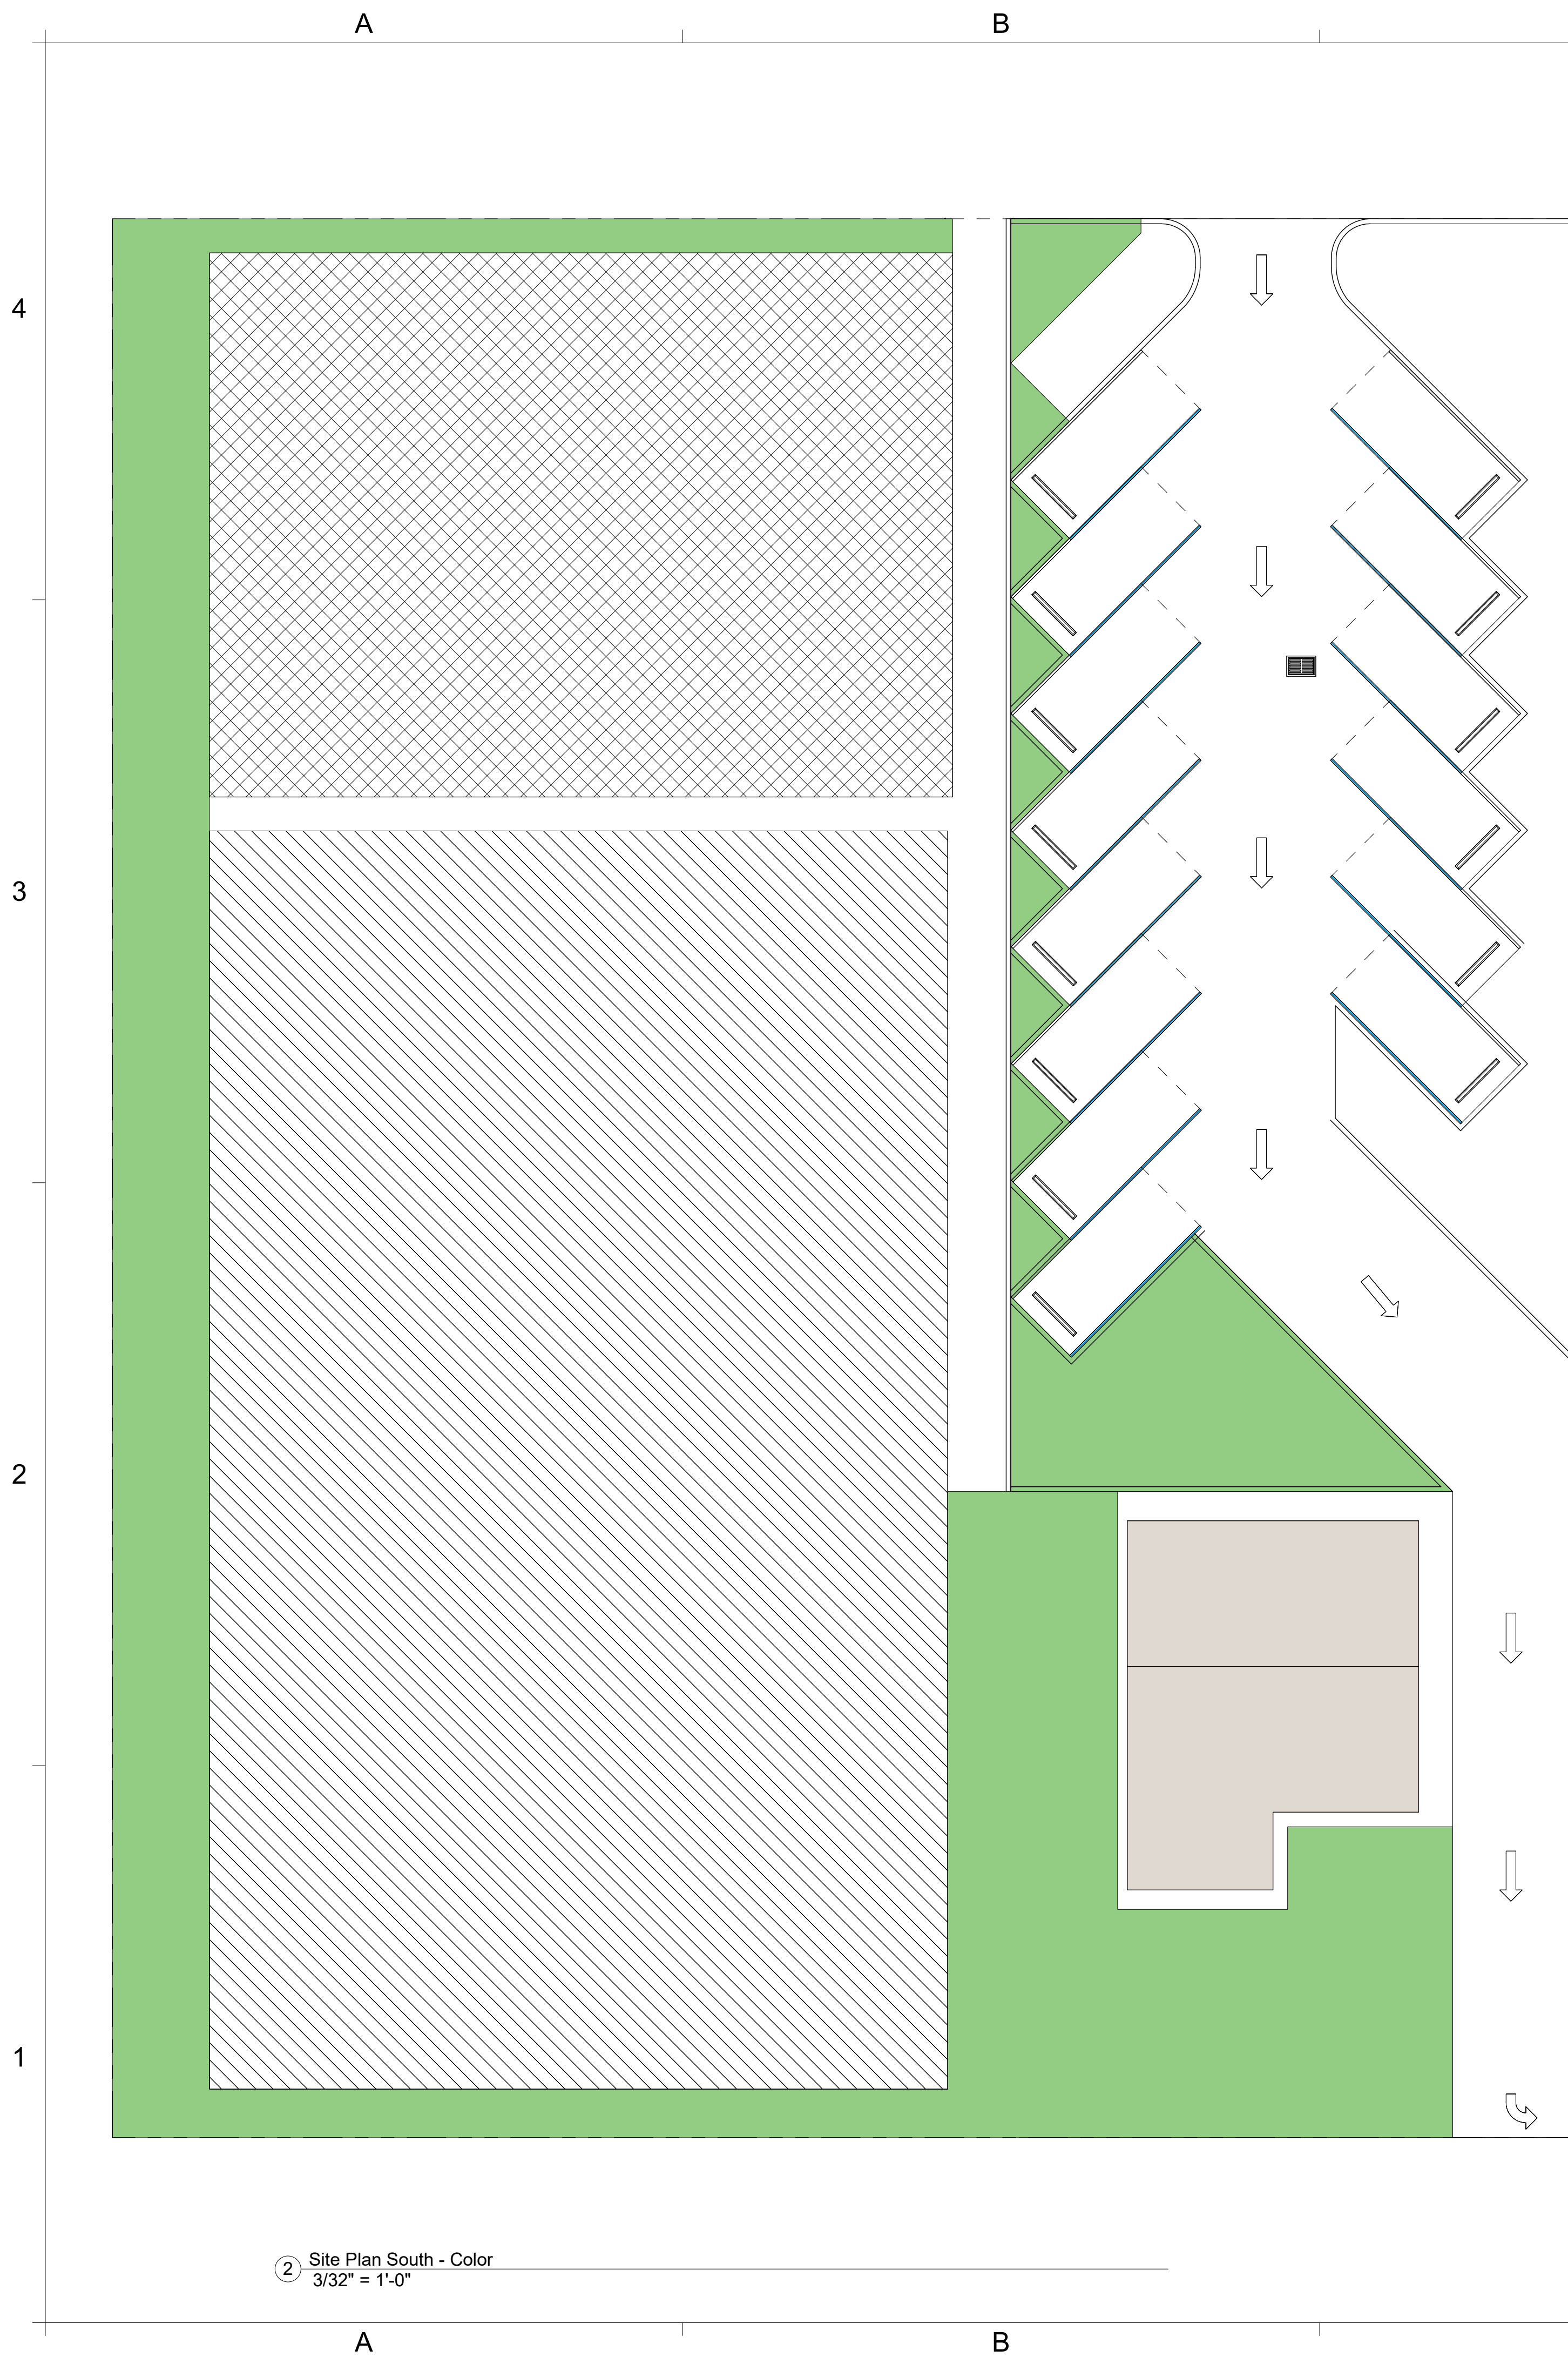 A B
4
3
2
1
2 Site Plan South - Color
3/32" = 1'-0"
A B